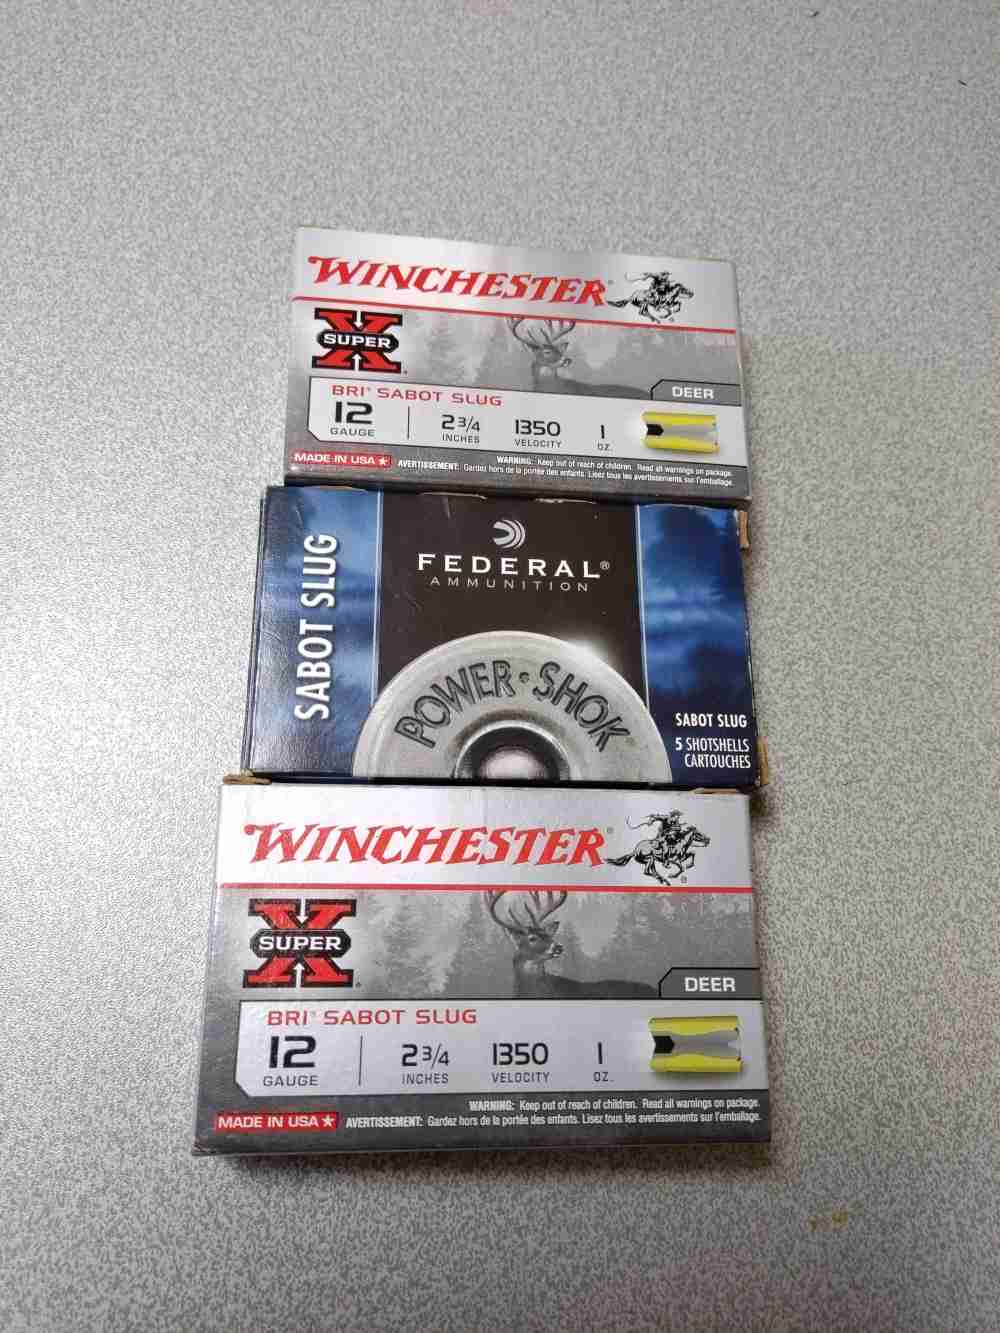 WINCHESTER®
SUPER X®
BRI® SABOT SLUG
DEER
12 GAUGE
2 3/4 INCHES
1350 VELOCITY
1 OZ.
MADE IN USA ★
WARNING: Keep out of reach of children. Read all warnings on package.
AVERTISSEMENT: Gardez hors de la portée des enfants. Lisez tous les avertissements sur l'emballage.
SABOT SLUG
FEDERAL®
AMMUNITION
POWER·SHOK
SABOT SLUG
5 SHOTSHELLS
CARTOUCHES
WINCHESTER®
SUPER X®
DEER
BRI® SABOT SLUG
12 GAUGE
2 3/4 INCHES
1350 VELOCITY
1 OZ.
MADE IN USA ★
WARNING: Keep out of reach of children. Read all warnings on package.
AVERTISSEMENT: Gardez hors de la portée des enfants. Lisez tous les avertissements sur l'emballage.